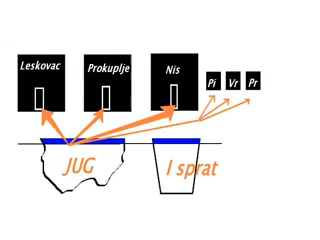 Leskovac
Prokuplje
Nis
Pi
Vr
Pr
JUG
I sprat